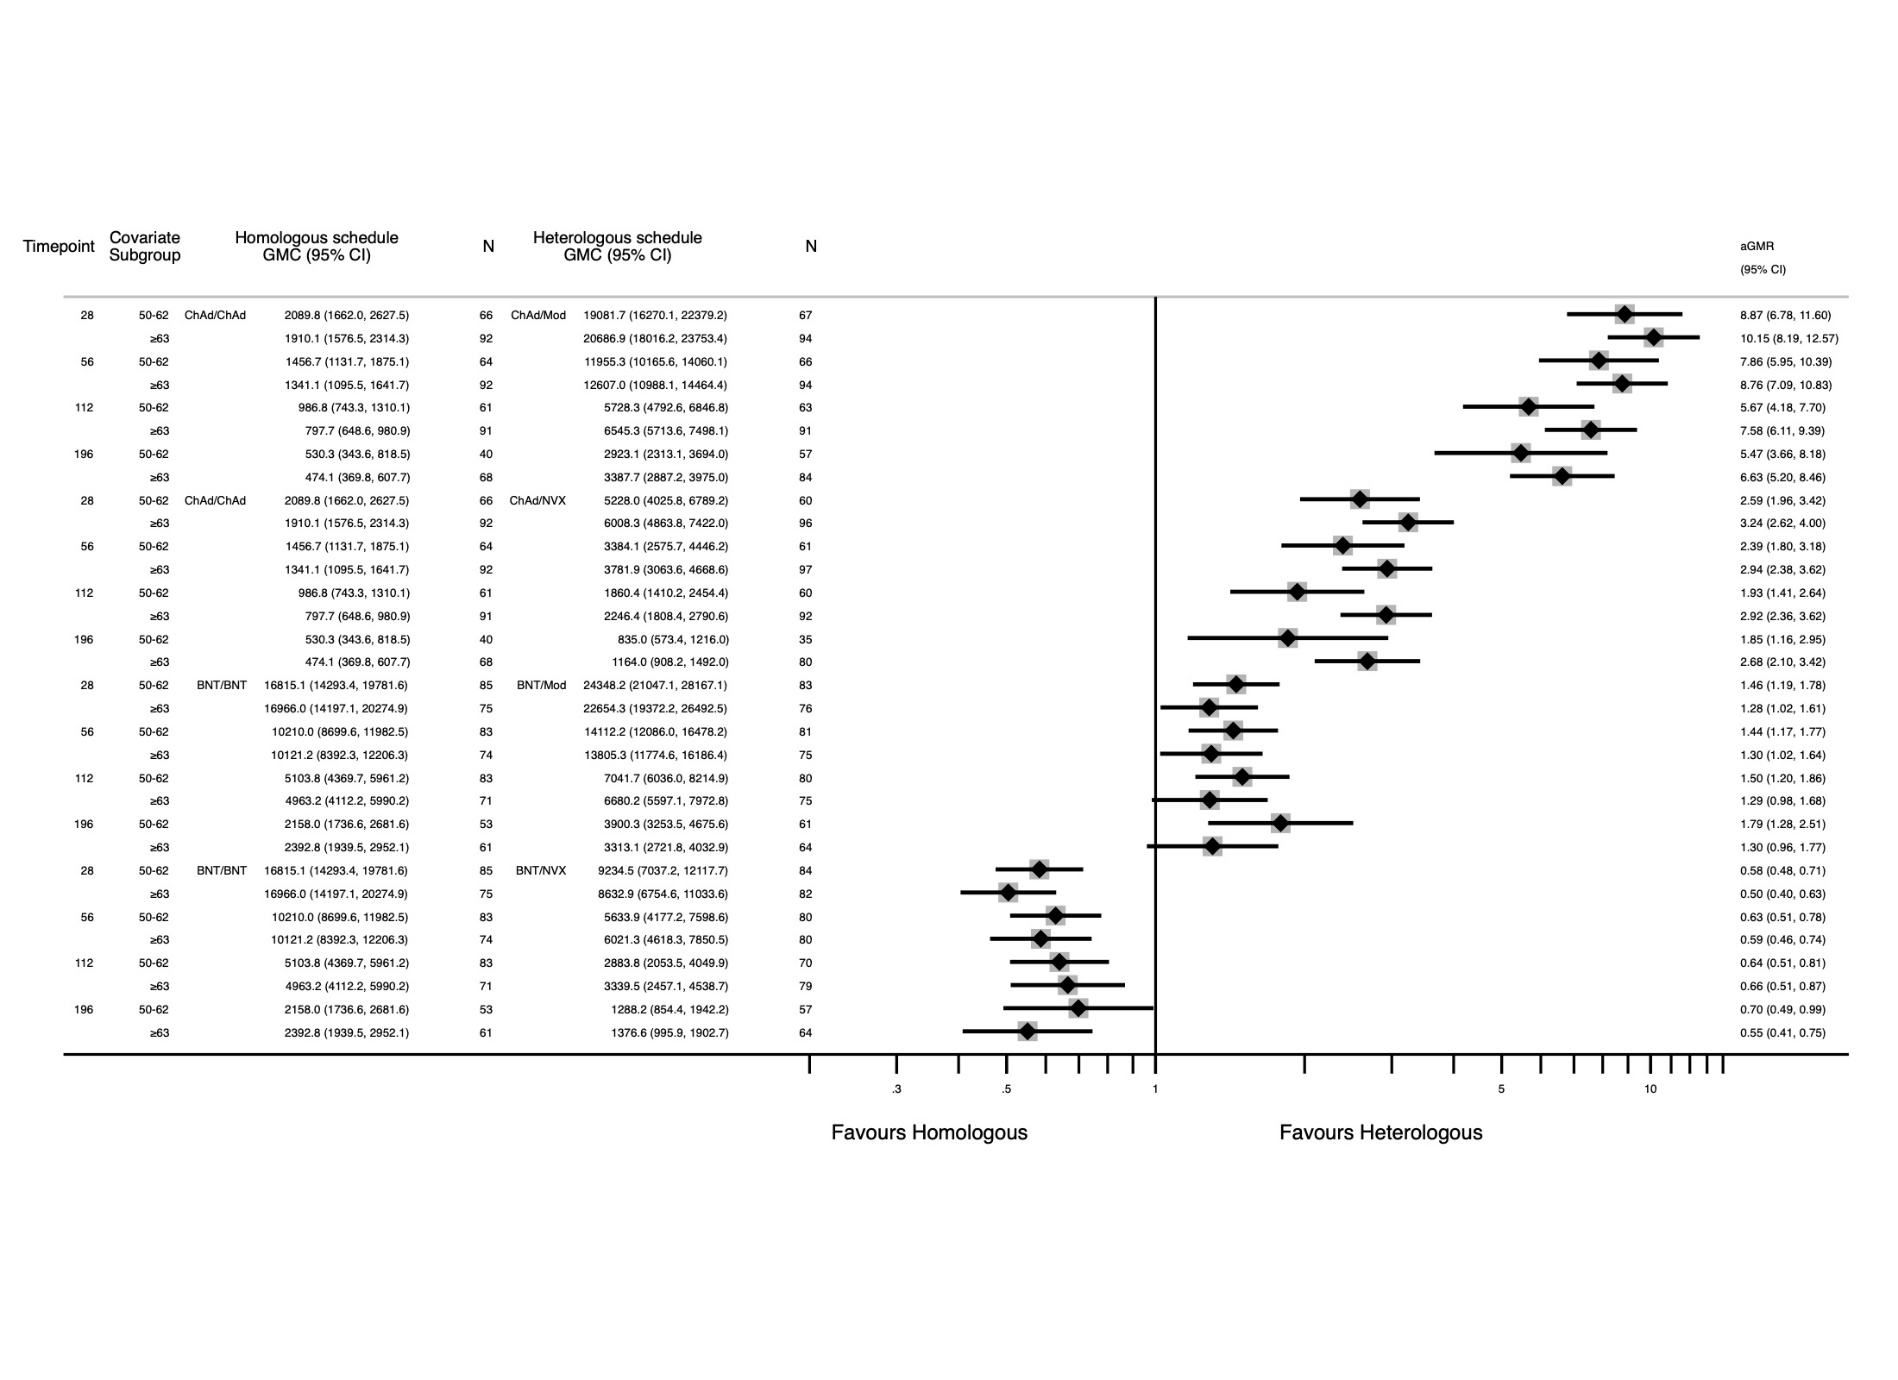 Timepoint Covariate Subgroup Homologous schedule GMC (95% CI) N Heterologous schedule GMC (95% CI) N aGMR (95% CI)
28 50-62 ChAd/ChAd 2089.8 (1662.0, 2627.5) 66 ChAd/Mod 19081.7 (16270.1, 22379.2) 67 8.87 (6.78, 11.60)
≥63 1910.1 (1576.5, 2314.3) 92 20686.9 (18016.2, 23753.4) 94 10.15 (8.19, 12.57)
56 50-62 1456.7 (1131.7, 1875.1) 64 11955.3 (10165.6, 14060.1) 66 7.86 (5.95, 10.39)
≥63 1341.1 (1095.5, 1641.7) 92 12607.0 (10988.1, 14464.4) 94 8.76 (7.09, 10.83)
112 50-62 986.8 (743.3, 1310.1) 61 5728.3 (4792.6, 6846.8) 63 5.67 (4.18, 7.70)
≥63 797.7 (648.6, 980.9) 91 6545.3 (5713.6, 7498.1) 91 7.58 (6.11, 9.39)
196 50-62 530.3 (343.6, 818.5) 40 2923.1 (2313.1, 3694.0) 57 5.47 (3.66, 8.18)
≥63 474.1 (369.8, 607.7) 68 3387.7 (2887.2, 3975.0) 84 6.63 (5.20, 8.46)
28 50-62 ChAd/ChAd 2089.8 (1662.0, 2627.5) 66 ChAd/NVX 5228.0 (4025.8, 6789.2) 60 2.59 (1.96, 3.42)
≥63 1910.1 (1576.5, 2314.3) 92 6008.3 (4863.8, 7422.0) 96 3.24 (2.62, 4.00)
56 50-62 1456.7 (1131.7, 1875.1) 64 3384.1 (2575.7, 4446.2) 61 2.39 (1.80, 3.18)
≥63 1341.1 (1095.5, 1641.7) 92 3781.9 (3063.6, 4668.6) 97 2.94 (2.38, 3.62)
112 50-62 986.8 (743.3, 1310.1) 61 1860.4 (1410.2, 2454.4) 60 1.93 (1.41, 2.64)
≥63 797.7 (648.6, 980.9) 91 2246.4 (1808.4, 2790.6) 92 2.92 (2.36, 3.62)
196 50-62 530.3 (343.6, 818.5) 40 835.0 (573.4, 1216.0) 35 1.85 (1.16, 2.95)
≥63 474.1 (369.8, 607.7) 68 1164.0 (908.2, 1492.0) 80 2.68 (2.10, 3.42)
28 50-62 BNT/BNT 16815.1 (14293.4, 19781.6) 85 BNT/Mod 24348.2 (21047.1, 28167.1) 83 1.46 (1.19, 1.78)
≥63 16966.0 (14197.1, 20274.9) 75 22654.3 (19372.2, 26492.5) 76 1.28 (1.02, 1.61)
56 50-62 10210.0 (8699.6, 11982.5) 83 14112.2 (12086.0, 16478.2) 81 1.44 (1.17, 1.77)
≥63 10121.2 (8392.3, 12206.3) 74 13805.3 (11774.6, 16186.4) 75 1.30 (1.02, 1.64)
112 50-62 5103.8 (4369.7, 5961.2) 83 7041.7 (6036.0, 8214.9) 80 1.50 (1.20, 1.86)
≥63 4963.2 (4112.2, 5990.2) 71 6680.2 (5597.1, 7972.8) 75 1.29 (0.98, 1.68)
196 50-62 2158.0 (1736.6, 2681.6) 53 3900.3 (3253.5, 4675.6) 61 1.79 (1.28, 2.51)
≥63 2392.8 (1939.5, 2952.1) 61 3313.1 (2721.8, 4032.9) 64 1.30 (0.96, 1.77)
28 50-62 BNT/BNT 16815.1 (14293.4, 19781.6) 85 BNT/NVX 9234.5 (7037.2, 12117.7) 84 0.58 (0.48, 0.71)
≥63 16966.0 (14197.1, 20274.9) 75 8632.9 (6754.6, 11033.6) 82 0.50 (0.40, 0.63)
56 50-62 10210.0 (8699.6, 11982.5) 83 5633.9 (4177.2, 7598.6) 80 0.63 (0.51, 0.78)
≥63 10121.2 (8392.3, 12206.3) 74 6021.3 (4618.3, 7850.5) 80 0.59 (0.46, 0.74)
112 50-62 5103.8 (4369.7, 5961.2) 83 2883.8 (2053.5, 4049.9) 70 0.64 (0.51, 0.81)
≥63 4963.2 (4112.2, 5990.2) 71 3339.5 (2457.1, 4538.7) 79 0.66 (0.51, 0.87)
196 50-62 2158.0 (1736.6, 2681.6) 53 1288.2 (854.4, 1942.2) 57 0.70 (0.49, 0.99)
≥63 2392.8 (1939.5, 2952.1) 61 1376.6 (995.9, 1902.7) 64 0.55 (0.41, 0.75)
.3 .5 1 5 10
Favours Homologous Favours Heterologous